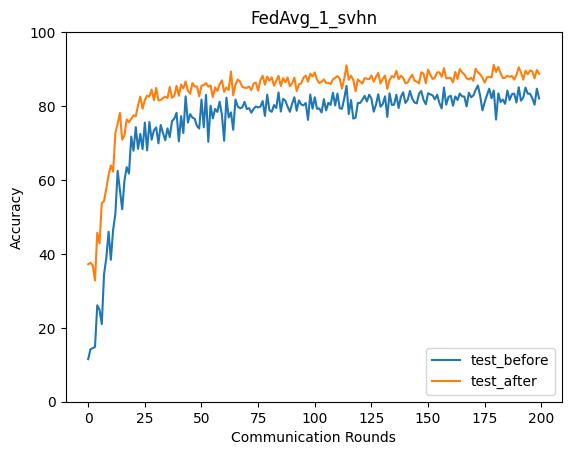 FedAvg_1_svhn
100
80
60
40
20
0
Accuracy
0 25 50 75 100 125 150 175 200
Communication Rounds
test_before
test_after